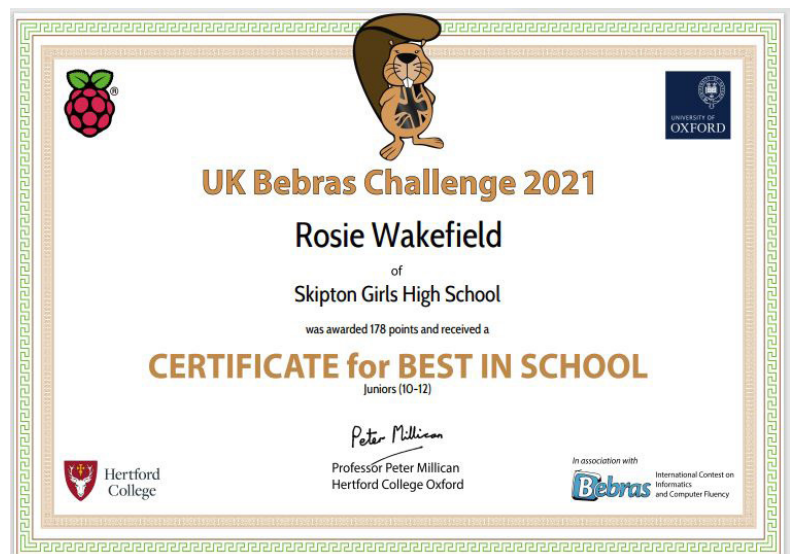 ®
UNIVERSITY OF
OXFORD
UK Bebras Challenge 2021
Rosie Wakefield
of
Skipton Girls High School
was awarded 178 points and received a
CERTIFICATE for BEST IN SCHOOL
Juniors (10-12)
Peter Millican
Professor Peter Millican
Hertford College Oxford
Hertford
College
In association with
Bebras
International Contest on
Informatics
and Computer Fluency